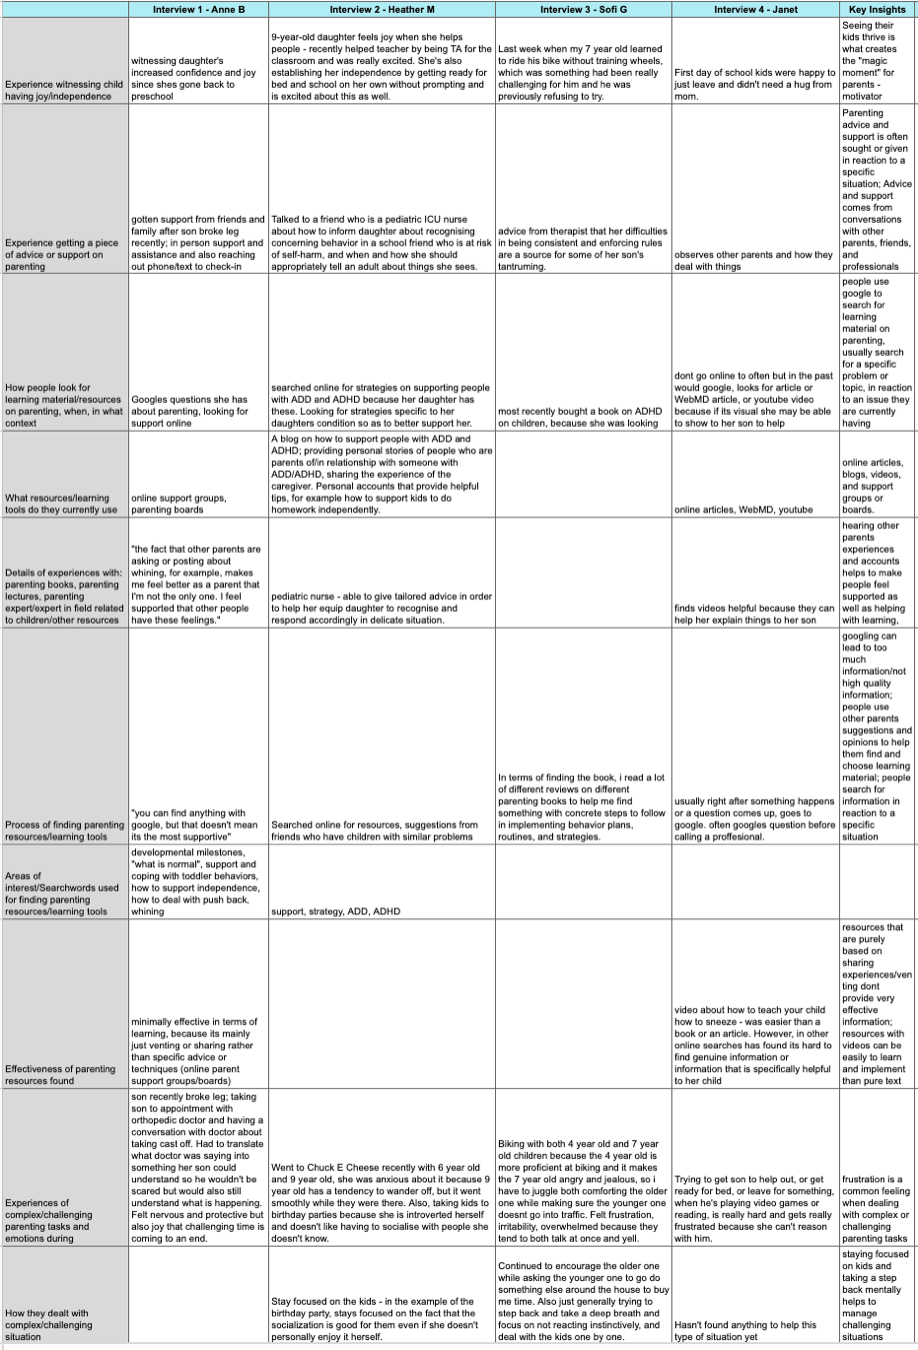 Interview 1 - Anne B
Interview 2 - Heather M
Interview 3 - Sofi G
Interview 4 - Janet
Key Insights
Experience witnessing child
having joy/independence
witnessing daughter's
increased confidence and joy
since shes gone back to
preschool
9-year-old daughter feels joy when she helps
people - recently helped teacher by being TA for the
classroom and was really excited. She's also
establishing her independence by getting ready for
bed and school on her own without prompting and
is excited about this as well.
Last week when my 7 year old learned
to ride his bike without training wheels,
which was something had been really
challenging for him and he was
previously refusing to try.
First day of school kids were happy to
just leave and didn't need a hug from
mom.
Seeing their
kids thrive is
what creates
the "magic
moment" for
parents -
motivator
Experience getting a piece
of advice or support on
parenting
gotten support from friends and
family after son broke leg
recently; in person support and
assistance and also reaching
out phone/text to check-in
Talked to a friend who is a pediatric ICU nurse
about how to inform daughter about recognising
concerning behavior in a school friend who is at risk
of self-harm, and when and how she should
appropriately tell an adult about things she sees.
advice from therapist that her difficulties
in being consistent and enforcing rules
are a source for some of her son's
tantruming.
observes other parents and how they
deal with things
Parenting
advice and
support is often
sought or given
in reaction to a
specific
situation; Advice
and support
comes from
conversations
with other
parents, friends,
and
professionals
How people look for
learning material/resources
on parenting, when, in what
context
Googles questions she has
about parenting, looking for
support online
searched online for strategies on supporting people
with ADD and ADHD because her daughter has
these. Looking for strategies specific to her
daughters condition so as to better support her.
most recently bought a book on ADHD
on children, because she was looking
dont go online to often but in the past
would google, looks for article or
WebMD article, or youtube video
because if its visual she may be able
to show to her son to help
people use
google to
search for
learning
material on
parenting,
usually search
for a specific
problem or
topic, in reaction
to an issue they
are currently
having
What resources/learning
tools do they currently use
online support groups,
parenting boards
A blog on how to support people with ADD and
ADHD; providing personal stories of people who are
parents of/in relationship with someone with
ADD/ADHD, sharing the experience of the
caregiver. Personal accounts that provide helpful
tips, for example how to support kids to do
homework independently.
online articles, WebMD, youtube
online articles,
blogs, videos,
and support
groups or
boards.
Details of experiences with:
parenting books, parenting
lectures, parenting
expert/expert in field related
to children/other resources
"the fact that other parents are
asking or posting about
whining, for example, makes
me feel better as a parent that
I'm not the only one. I feel
supported that other people
have these feelings."
pediatric nurse - able to give tailored advice in order
to help her equip daughter to recognise and
respond accordingly in delicate situation.
finds videos helpful because they can
help her explain things to her son
hearing other
parents
experiences
and accounts
helps to make
people feel
supported as
well as helping
with learning,
Process of finding parenting
resources/learning tools
"you can find anything with
google, but that doesn't mean
its the most supportive"
Searched online for resources, suggestions from
friends who have children with similar problems
In terms of finding the book, i read a lot
of different reviews on different
parenting books to help me find
something with concrete steps to follow
in implementing behavior plans,
routines, and strategies.
usually right after something happens
or a question comes up, goes to
google. often googles question before
calling a proffesional.
googling can
lead to too
much
information/not
high quality
information;
people use
other parents
suggestions and
opinions to help
them find and
choose learning
material; people
search for
information in
reaction to a
specific
situation
Areas of
interest/Searchwords used
for finding parenting
resources/learning tools
developmental milestones,
"what is normal", support and
coping with toddler behaviors,
how to support independence,
how to deal with push back,
whining
support, strategy, ADD, ADHD
Effectiveness of parenting
resources found
minimally effective in terms of
learning, because its mainly
just venting or sharing rather
than specific advice or
techniques (online parent
support groups/boards)
video about how to teach your child
how to sneeze - was easier than a
book or an article. However, in other
online searches has found its hard to
find genuine information or
information that is specifically helpful
to her child
resources that
are purely
based on
sharing
experiences/ven
ting dont
provide very
effective
information;
resources with
videos can be
easily to learn
and implement
than pure text
Experiences of
complex/challenging
parenting tasks and
emotions during
son recently broke leg; taking
son to appointment with
orthopedic doctor and having a
conversation with doctor about
taking cast off. Had to translate
what doctor was saying into
something her son could
understand so he wouldn't be
scared but would also still
understand what is happening.
Felt nervous and protective but
also joy that challenging time is
coming to an end.
Went to Chuck E Cheese recently with 6 year old
and 9 year old, she was anxious about it because 9
year old has a tendency to wander off, but it went
smoothly while they were there. Also, taking kids to
birthday parties because she is introverted herself
and doesn't like having to socialise with people she
doesn't know.
Biking with both 4 year old and 7 year
old children because the 4 year old is
more proficient at biking and it makes
the 7 year old angry and jealous, so i
have to juggle both comforting the older
one while making sure the younger one
doesnt go into traffic. Felt frustration,
irritability, overwhelmed because they
tend to both talk at once and yell.
Trying to get son to help out, or get
ready for bed, or leave for something,
when he's playing video games or
reading, is really hard and gets really
frustrated because she can't reason
with him.
frustration is a
common feeling
when dealing
with complex or
challenging
parenting tasks
How they dealt with
complex/challenging
situation
Stay focused on the kids - in the example of the
birthday party, stays focused on the fact that the
socialization is good for them even if she doesn't
personally enjoy it herself.
Continued to encourage the older one
while asking the younger one to go do
something else around the house to buy
me time. Also just generally trying to
step back and take a deep breath and
focus on not reacting instinctively, and
deal with the kids one by one.
Hasn't found anything to help this
type of situation yet
staying focused
on kids and
taking a step
back mentally
helps to
manage
challenging
situations